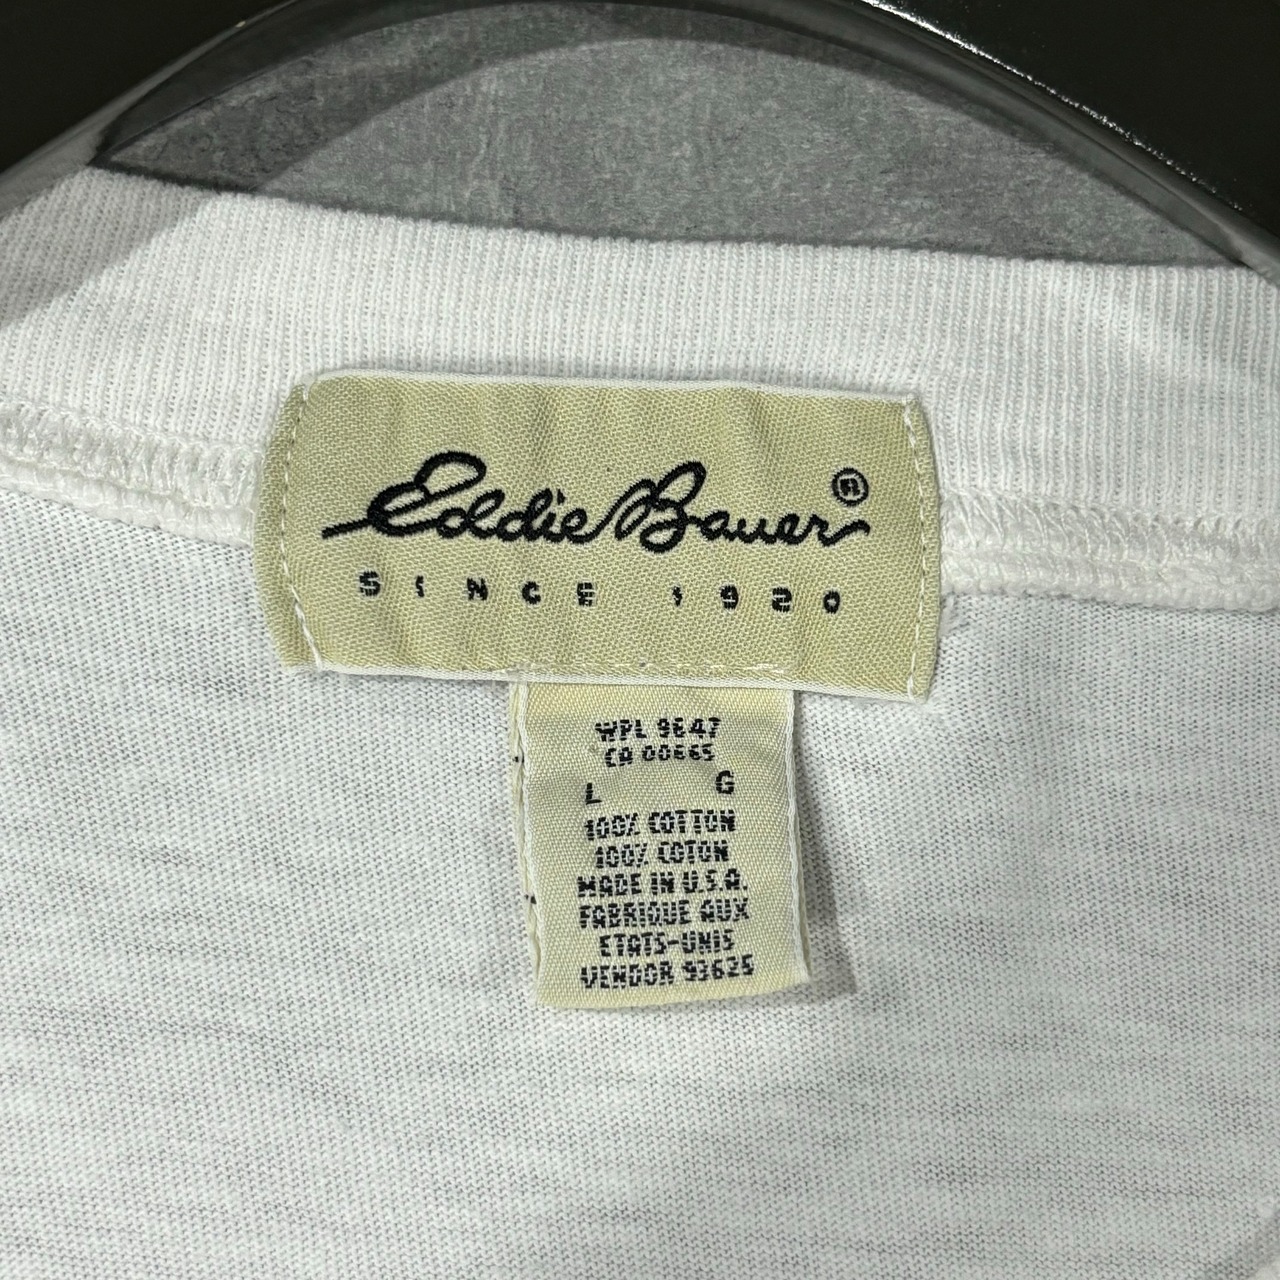 Eddie Bauer ®
SINCE 1920
WPL 9647
CA 00665
L G
100% COTTON
100% COTON
MADE IN U.S.A.
FABRIQUE AUX
ETATS-UNIS
VENDOR 93625